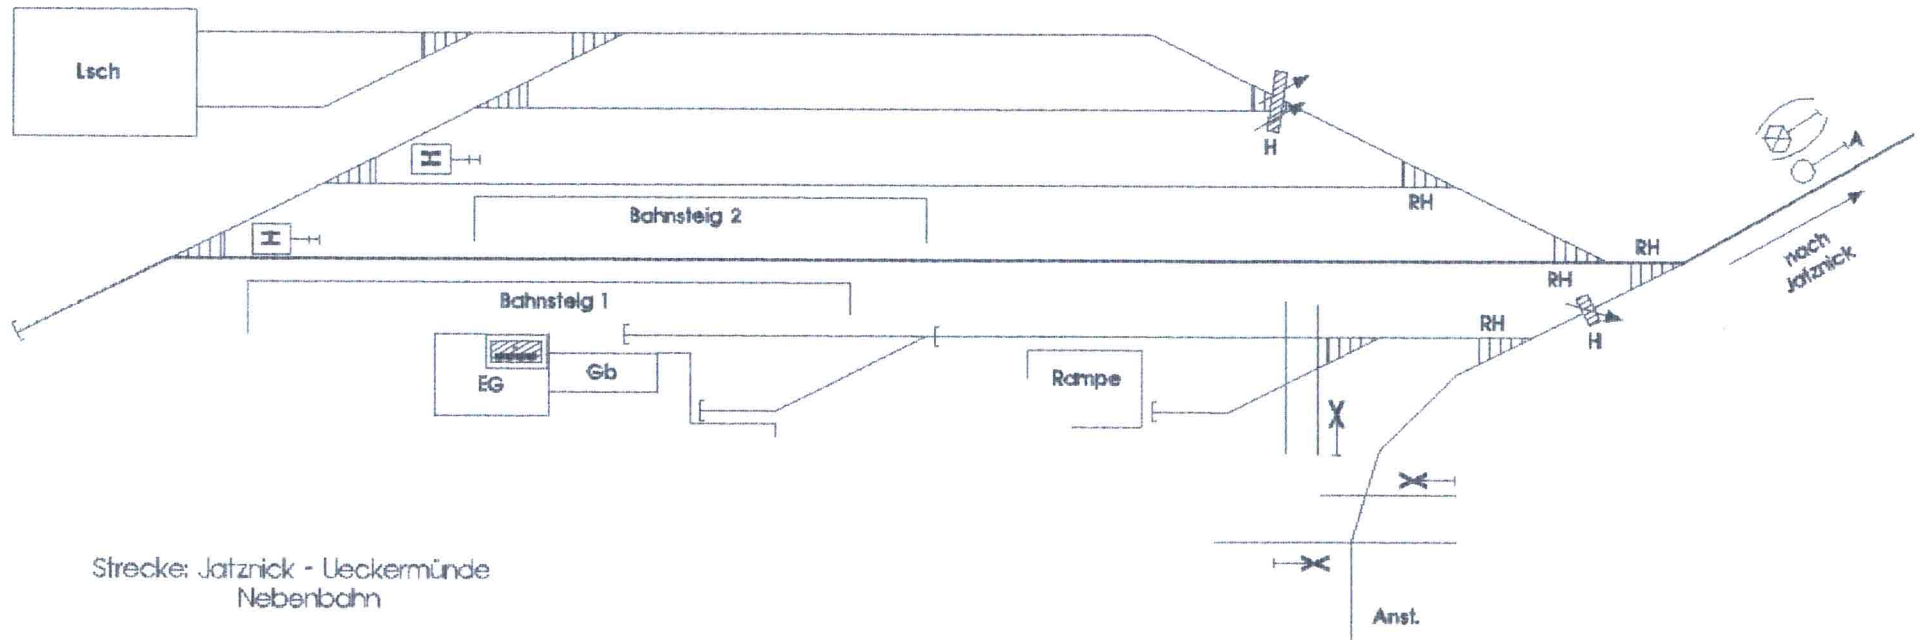 Lsch
H
H
A
H
RH
Bahnsteig 2
RH
nach
Jatznick
H
RH
Bahnsteig 1
RH
H
EG
Gb
Rampe
Strecke: Jatznick - Ueckermünde
Nebenbahn
Anst.